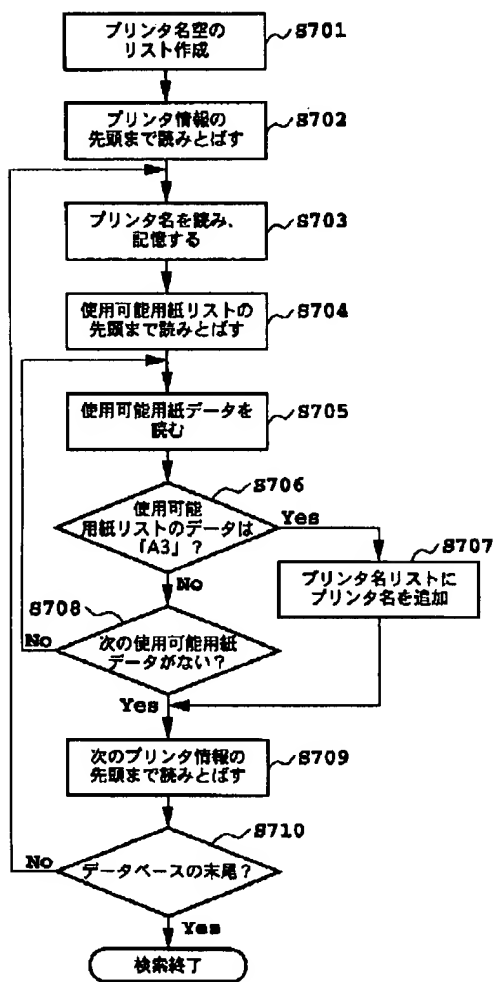 プリンタ名空の
リスト作成
S701
プリンタ情報の
先頭まで読みとばす
S702
プリンタ名を読み、
記憶する
S703
使用可能用紙リストの
先頭まで読みとばす
S704
使用可能用紙データを
読む
S705
S706
使用可能
用紙リストのデータは
「A3」?
Yes
No
S707
プリンタ名リストに
プリンタ名を追加
S708
No
次の使用可能用紙
データがない?
Yes
次のプリンタ情報の
先頭まで読みとばす
S709
S710
No
データベースの末尾?
Yes
検索終了